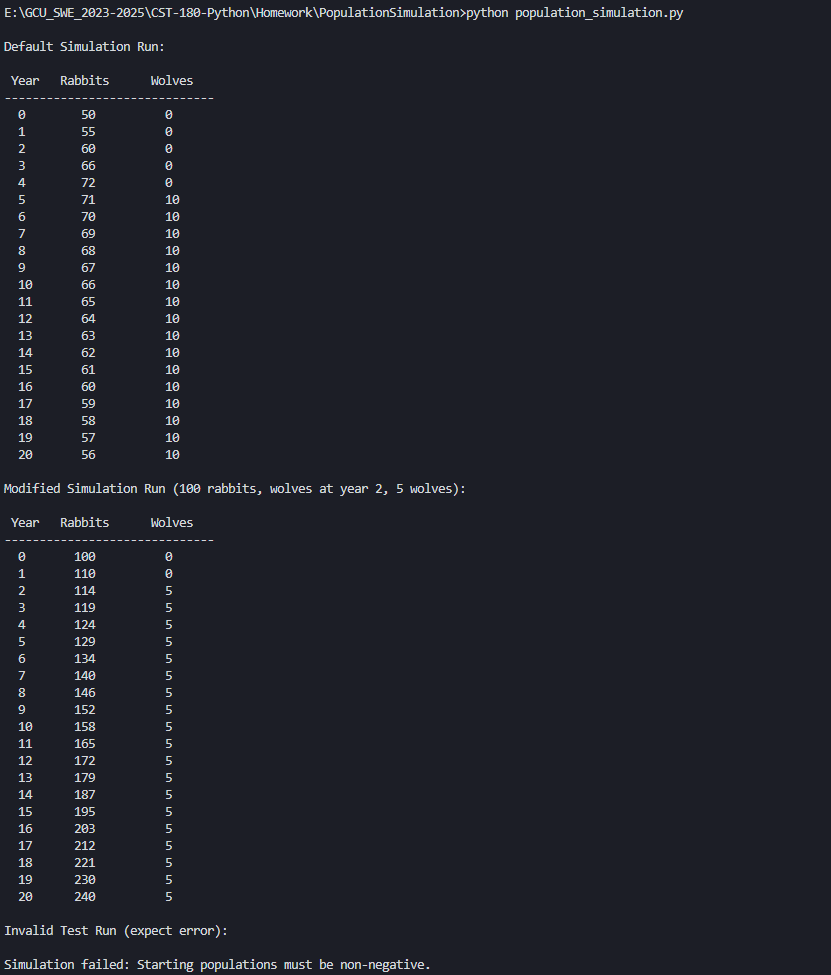 E:\GCU_SWE_2023-2025\CST-180-Python\Homework\PopulationSimulation>python population_simulation.py
Default Simulation Run:
Year Rabbits Wolves
------------------------------
0 50 0
1 55 0
2 60 0
3 66 0
4 72 0
5 71 10
6 70 10
7 69 10
8 68 10
9 67 10
10 66 10
11 65 10
12 64 10
13 63 10
14 62 10
15 61 10
16 60 10
17 59 10
18 58 10
19 57 10
20 56 10
Modified Simulation Run (100 rabbits, wolves at year 2, 5 wolves):
Year Rabbits Wolves
------------------------------
0 100 0
1 110 0
2 114 5
3 119 5
4 124 5
5 129 5
6 134 5
7 140 5
8 146 5
9 152 5
10 158 5
11 165 5
12 172 5
13 179 5
14 187 5
15 195 5
16 203 5
17 212 5
18 221 5
19 230 5
20 240 5
Invalid Test Run (expect error):
Simulation failed: Starting populations must be non-negative.